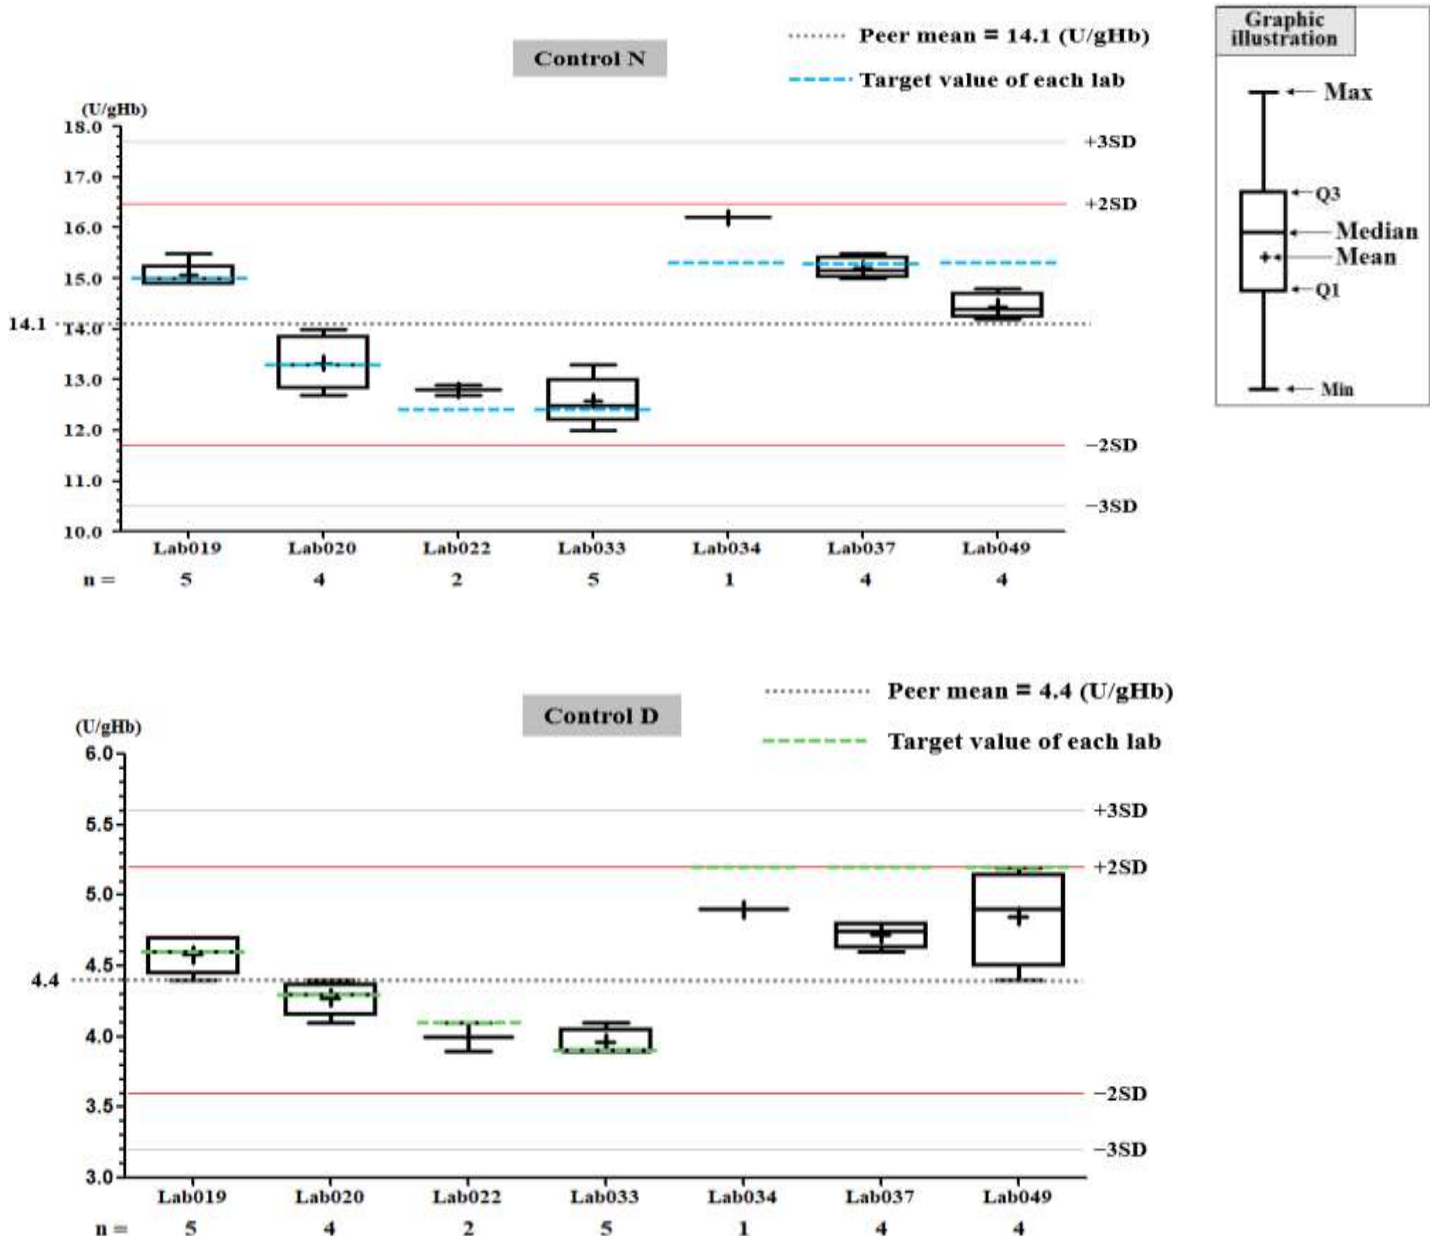 Control N
Peer mean = 14.1 (U/gHb)
Target value of each lab
Graphic
illustration
Max
Q3
Median
Mean
Q1
Min
(U/gHb)
18.0
17.0
16.0
15.0
14.0
13.0
12.0
11.0
10.0
14.1
+3SD
+2SD
−2SD
−3SD
Lab019 Lab020 Lab022 Lab033 Lab034 Lab037 Lab049
n = 5 4 2 5 1 4 4
Control D
Peer mean = 4.4 (U/gHb)
Target value of each lab
(U/gHb)
6.0
5.5
5.0
4.5
4.0
3.5
3.0
4.4
+3SD
+2SD
−2SD
−3SD
Lab019 Lab020 Lab022 Lab033 Lab034 Lab037 Lab049
n = 5 4 2 5 1 4 4